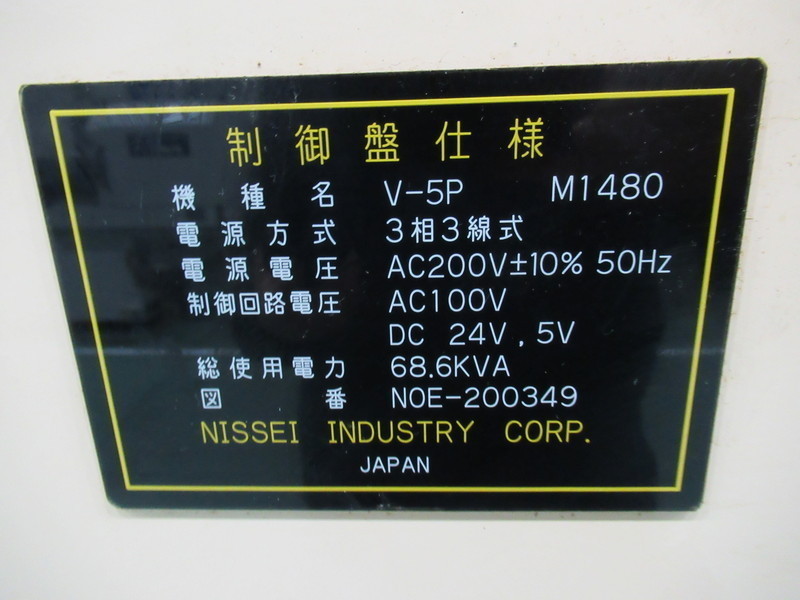 制御盤仕様
機種名 V-5P M1480
電源方式 3相3線式
電源電圧 AC200V±10% 50Hz
制御回路電圧 AC100V
DC 24V, 5V
総使用電力 68.6KVA
図番 NOE-200349
NISSEI INDUSTRY CORP.
JAPAN